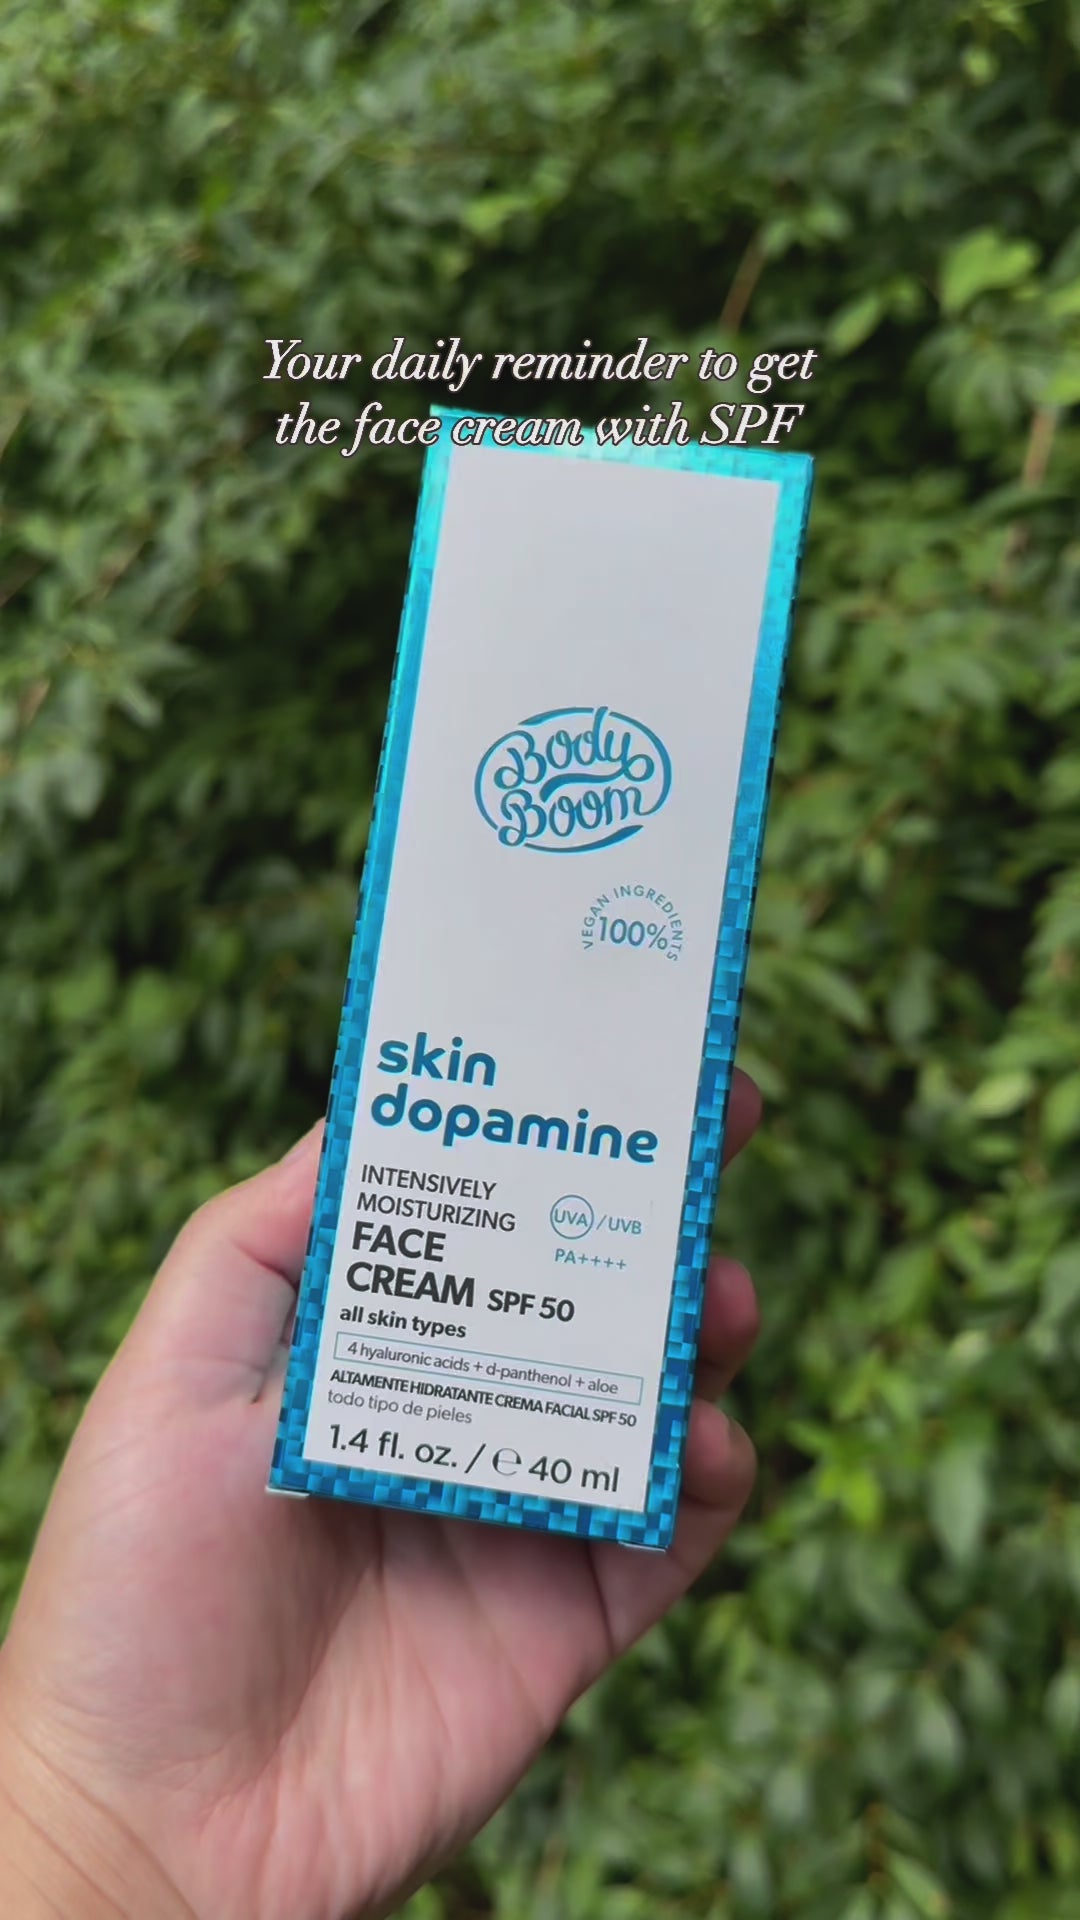 Your daily reminder to get
the face cream with SPF
Body
Boom
VEGAN INGREDIENTS
100%
skin
dopamine
INTENSIVELY
MOISTURIZING
FACE
CREAM SPF 50
UVA/UVB
PA++++
all skin types
4 hyaluronic acids + d-panthenol + aloe
ALTAMENTE HIDRATANTE CREMA FACIAL SPF 50
todo tipo de pieles
1.4 fl. oz. / ℮ 40 ml